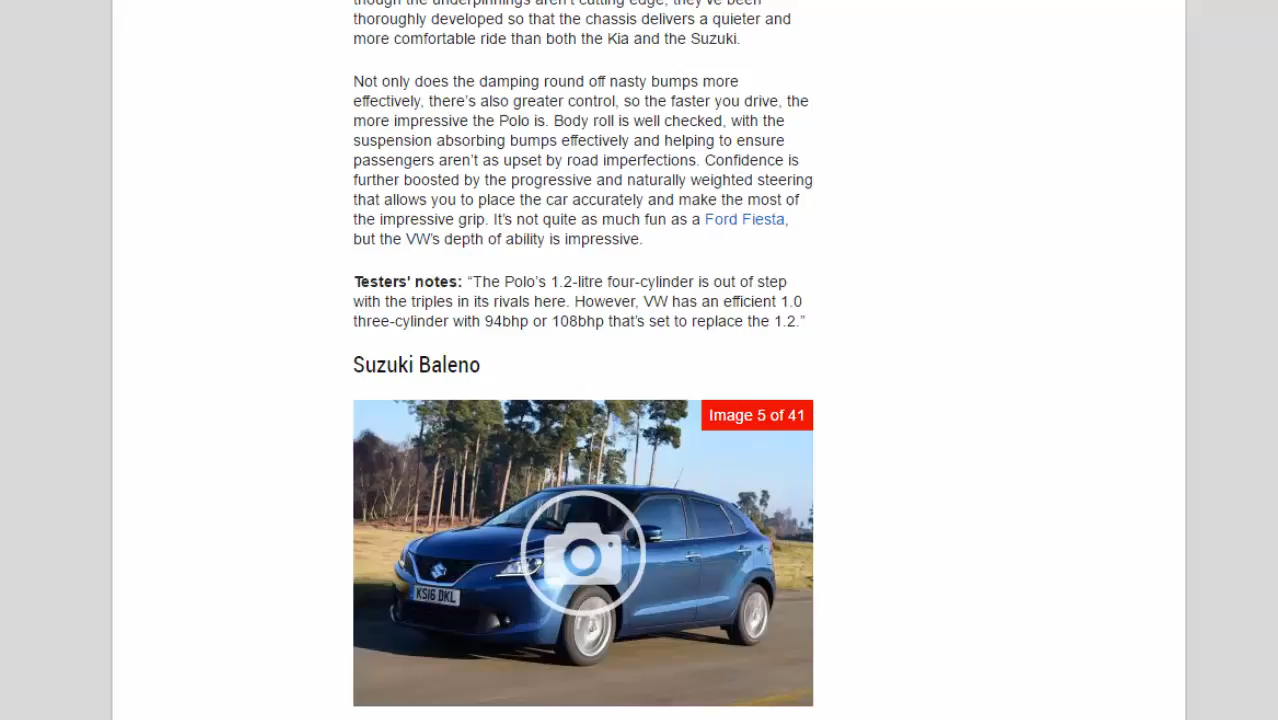 thoroughly developed so that the chassis delivers a quieter and
more comfortable ride than both the Kia and the Suzuki.
Not only does the damping round off nasty bumps more
effectively, there’s also greater control, so the faster you drive, the
more impressive the Polo is. Body roll is well checked, with the
suspension absorbing bumps effectively and helping to ensure
passengers aren’t as upset by road imperfections. Confidence is
further boosted by the progressive and naturally weighted steering
that allows you to place the car accurately and make the most of
the impressive grip. It’s not quite as much fun as a Ford Fiesta,
but the VW’s depth of ability is impressive.
Testers' notes: “The Polo’s 1.2-litre four-cylinder is out of step
with the triples in its rivals here. However, VW has an efficient 1.0
three-cylinder with 94bhp or 108bhp that’s set to replace the 1.2.”
Suzuki Baleno
Image 5 of 41
KS16 DKL